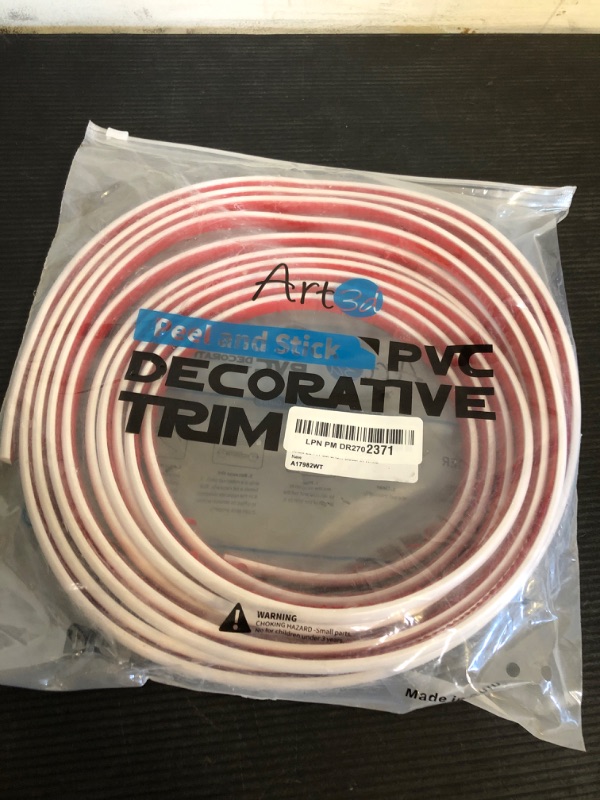 Art3d
Peel and Stick PVC
DECORATIVE
TRIM
LPN PM DR2702371
A17982WT
WARNING
CHOKING HAZARD -Small parts.
No for children under 3 years.
Made in